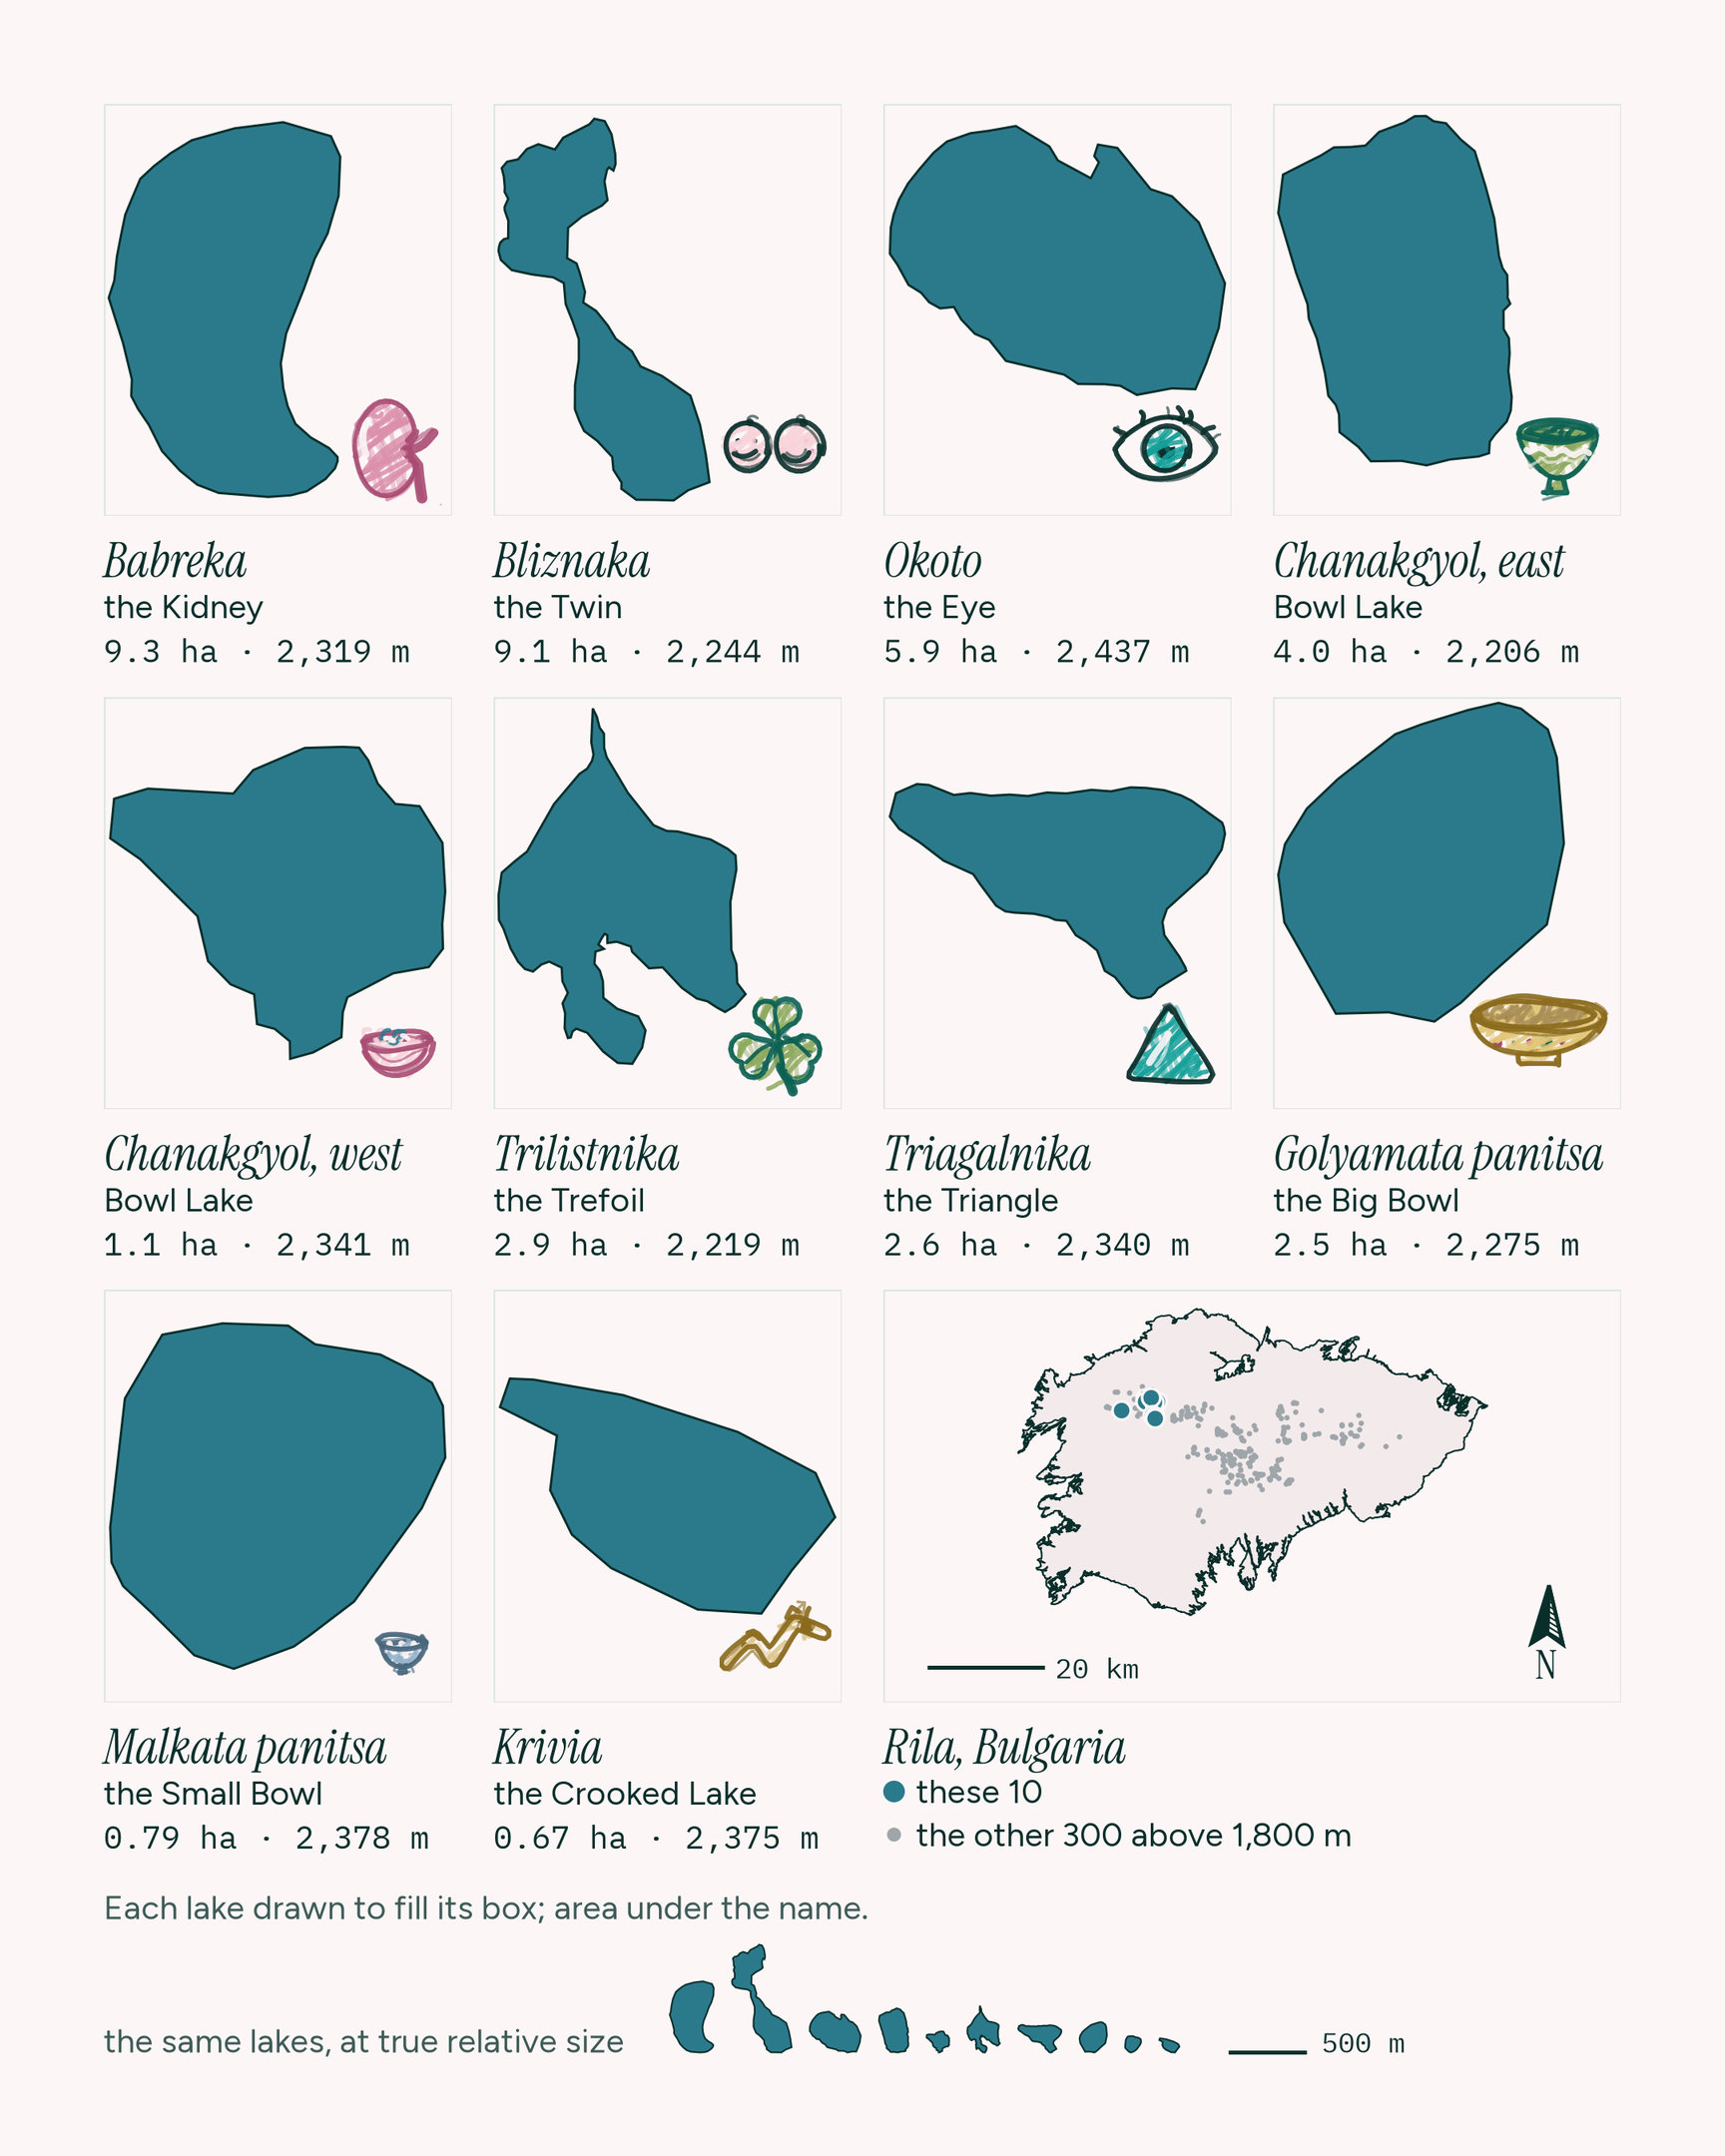 Babreka
the Kidney
9.3 ha · 2,319 m
Bliznaka
the Twin
9.1 ha · 2,244 m
Okoto
the Eye
5.9 ha · 2,437 m
Chanakgyol, east
Bowl Lake
4.0 ha · 2,206 m
Chanakgyol, west
Bowl Lake
1.1 ha · 2,341 m
Trilistnika
the Trefoil
2.9 ha · 2,219 m
Triagalnika
the Triangle
2.6 ha · 2,340 m
Golyamata panitsa
the Big Bowl
2.5 ha · 2,275 m
Malkata panitsa
the Small Bowl
0.79 ha · 2,378 m
Krivia
the Crooked Lake
0.67 ha · 2,375 m
20 km
N
Rila, Bulgaria
these 10
the other 300 above 1,800 m
Each lake drawn to fill its box; area under the name.
the same lakes, at true relative size
500 m